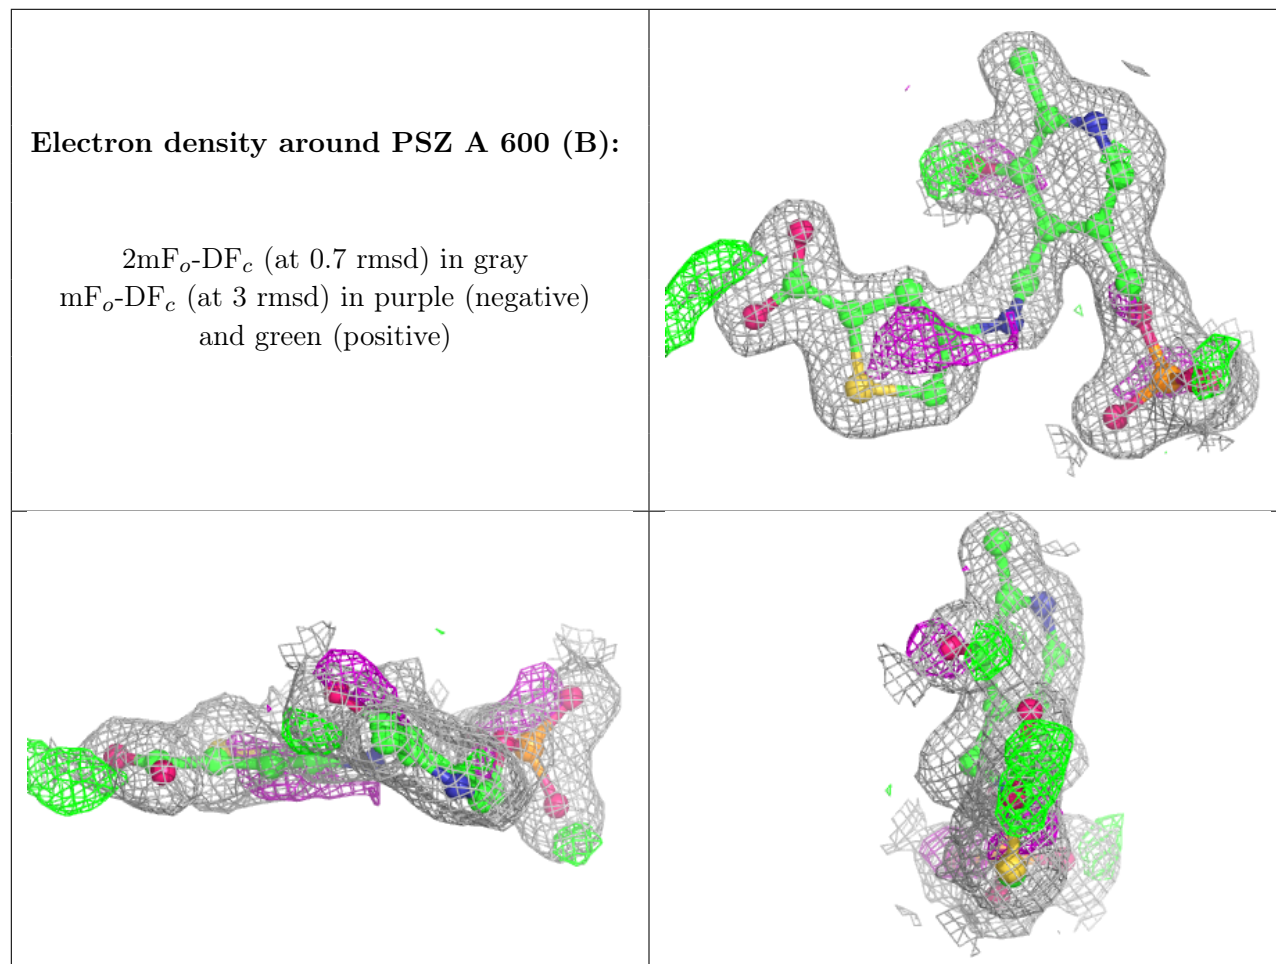 Electron density around PSZ A 600 (B):
2mFo-DFc (at 0.7 rmsd) in gray
mFo-DFc (at 3 rmsd) in purple (negative)
and green (positive)